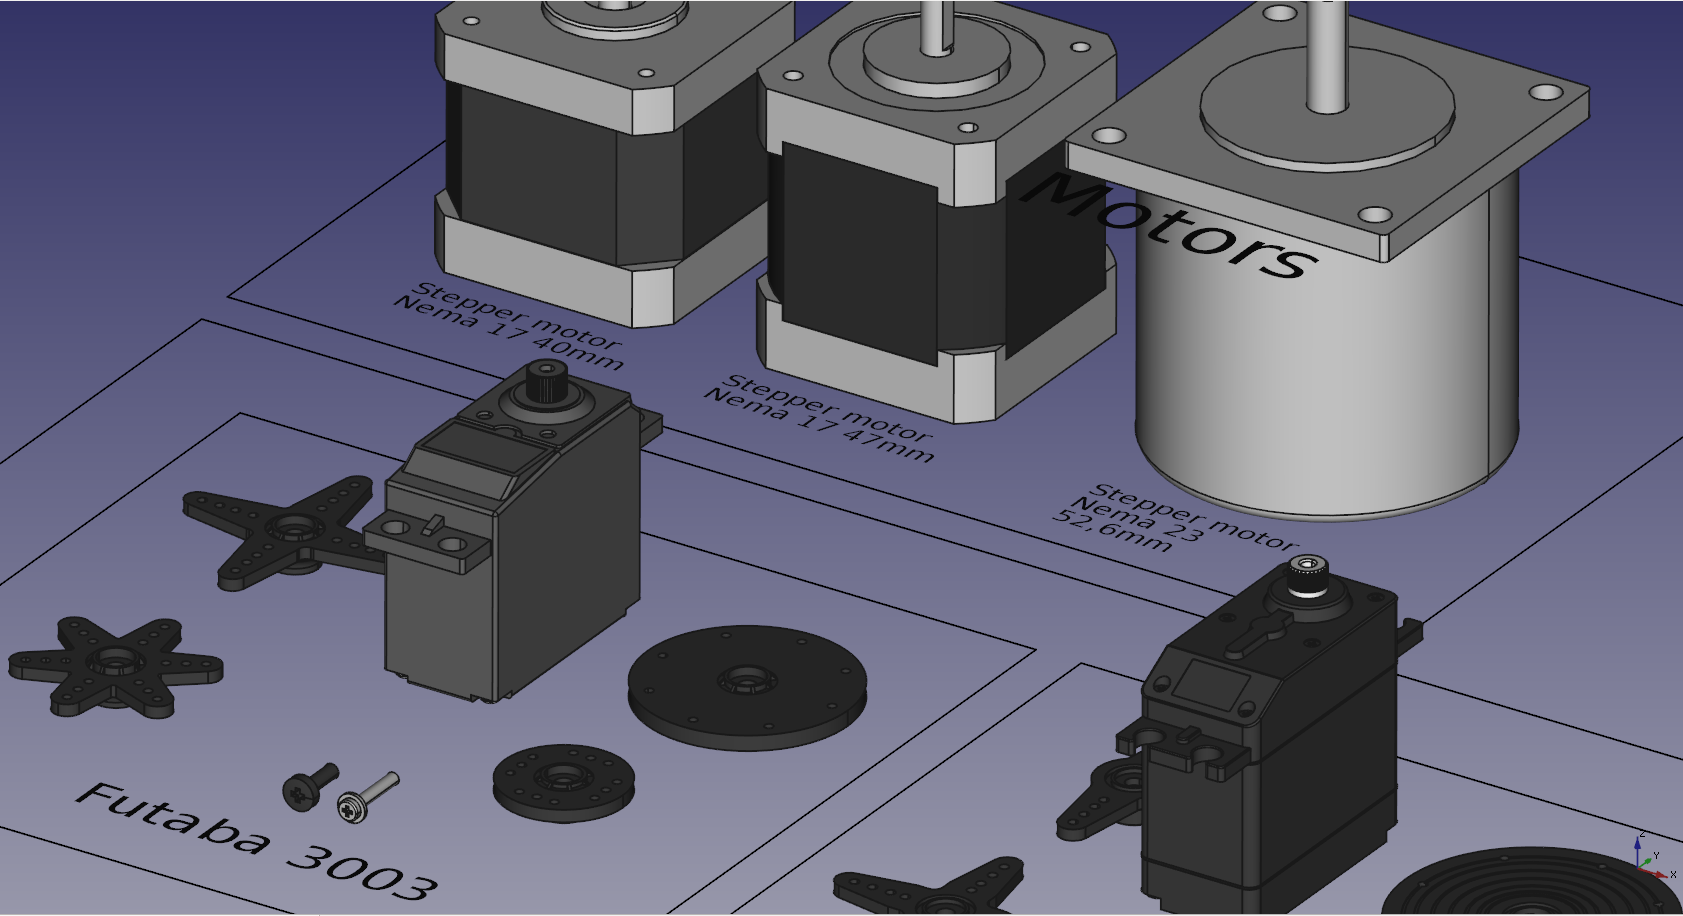 Motors
Stepper motor
Nema 17 40mm
Stepper motor
Nema 17 47mm
Stepper motor
Nema 23
52,6mm
Futaba 3003
Z
Y
X